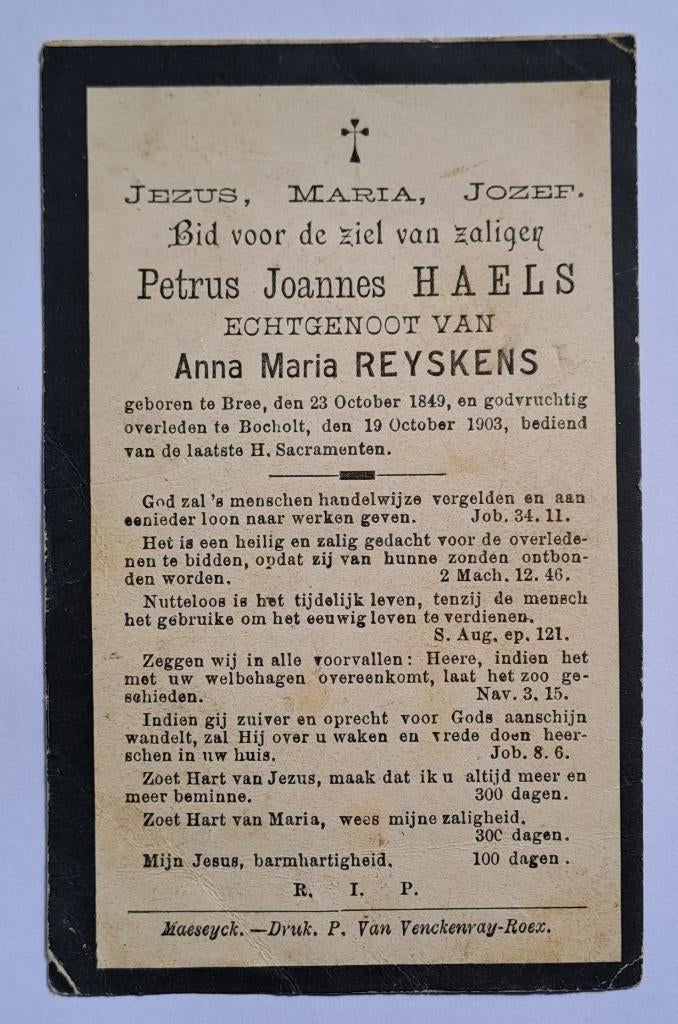 JEZUS, MARIA, JOZEF.
Bid voor de ziel van zaligen
Petrus Joannes HAELS
ECHTGENOOT VAN
Anna Maria REYSKENS
geboren te Bree, den 23 October 1849, en godvruchtig
overleden te Bocholt, den 19 October 1903, bediend
van de laatste H. Sacramenten.
God zal 's menschen handelwijze vergelden en aan
eenieder loon naar werken geven. Job. 34. 11.
Het is een heilig en zalig gedacht voor de overlede-
nen te bidden, opdat zij van hunne zonden ontbon-
den worden. 2 Mach. 12. 46.
Nutteloos is het tijdelijk leven, tenzij de mensch
het gebruike om het eeuwig leven te verdienen.
S. Aug. ep. 121.
Zeggen wij in alle voorvallen: Heere, indien het
met uw welbehagen overeenkomt, laat het zoo ge-
schieden. Nav. 3. 15.
Indien gij zuiver en oprecht voor Gods aanschijn
wandelt, zal Hij over u waken en vrede doen heer-
schen in uw huis. Job. 8. 6.
Zoet Hart van Jezus, maak dat ik u altijd meer en
meer beminne. 300 dagen.
Zoet Hart van Maria, wees mijne zaligheid.
300 dagen.
Mijn Jesus, barmhartigheid. 100 dagen.
R. I. P.
Maeseyck. —Druk. P. Van Venckenray-Roex.